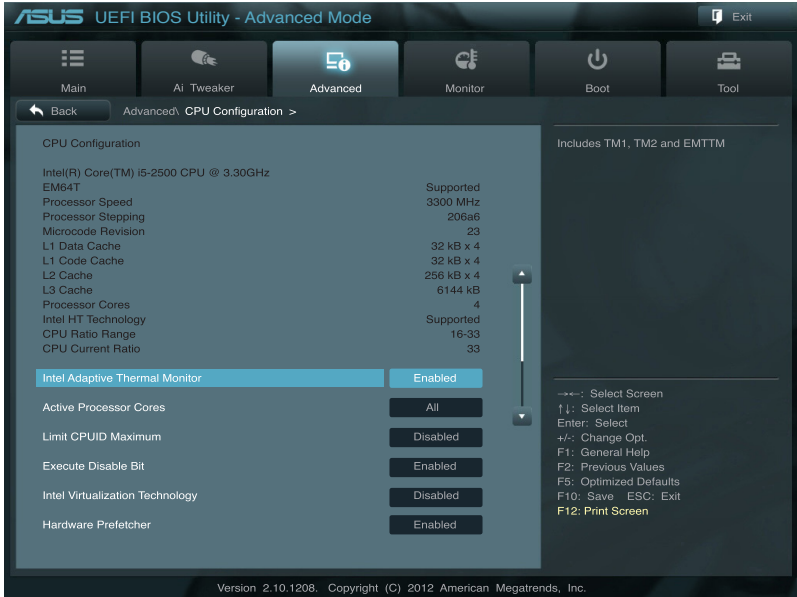 ASUS UEFI BIOS Utility - Advanced Mode
Exit
Main
Ai Tweaker
Advanced
Monitor
Boot
Tool
Back
Advanced\ CPU Configuration >
CPU Configuration
Intel(R) Core(TM) i5-2500 CPU @ 3.30GHz
EM64T Supported
Processor Speed 3300 MHz
Processor Stepping 206a6
Microcode Revision 23
L1 Data Cache 32 kB x 4
L1 Code Cache 32 kB x 4
L2 Cache 256 kB x 4
L3 Cache 6144 kB
Processor Cores 4
Intel HT Technology Supported
CPU Ratio Range 16-33
CPU Current Ratio 33
Intel Adaptive Thermal Monitor Enabled
Active Processor Cores All
Limit CPUID Maximum Disabled
Execute Disable Bit Enabled
Intel Virtualization Technology Disabled
Hardware Prefetcher Enabled
Includes TM1, TM2 and EMTTM
→←: Select Screen
↑↓: Select Item
Enter: Select
+/-: Change Opt.
F1: General Help
F2: Previous Values
F5: Optimized Defaults
F10: Save ESC: Exit
F12: Print Screen
Version 2.10.1208. Copyright (C) 2012 American Megatrends, Inc.